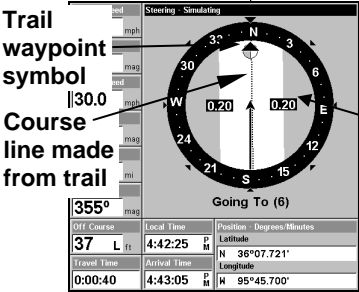 Trail
waypoint
symbol
Course
line made
from trail
eed
mph
mag
eed
30.0 mph
mag
mi
355° mag
Steering - Simulating
N
3
6
E
12
15
S
21
24
W
30
33
0.20
0.20
Going To (6)
Off Course
37 L ft
Travel Time
0:00:40
Local Time
4:42:25 PM
Arrival Time
4:43:05 PM
Position - Degrees/Minutes
Latitude
N 36°07.721'
Longitude
W 95°45.700'